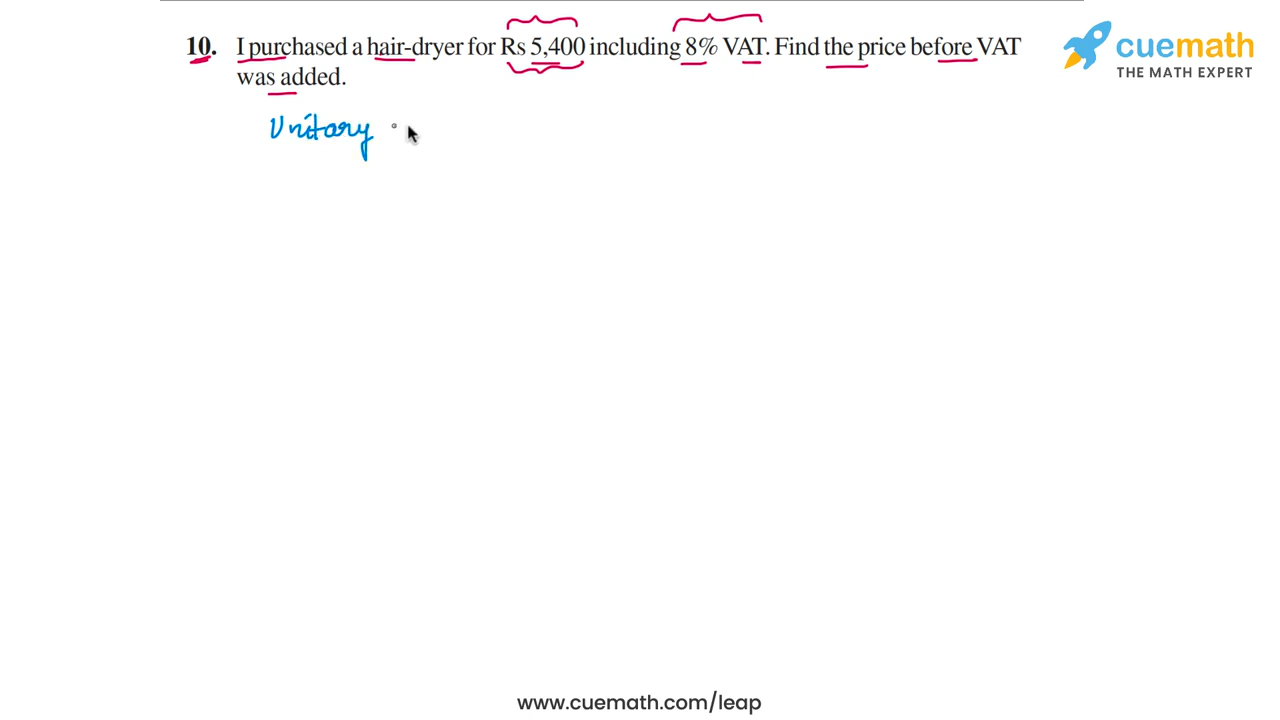 10. I purchased a hair-dryer for Rs 5,400 including 8% VAT. Find the price before VAT
was added.
cuemath
THE MATH EXPERT
Unitary
www.cuemath.com/leap